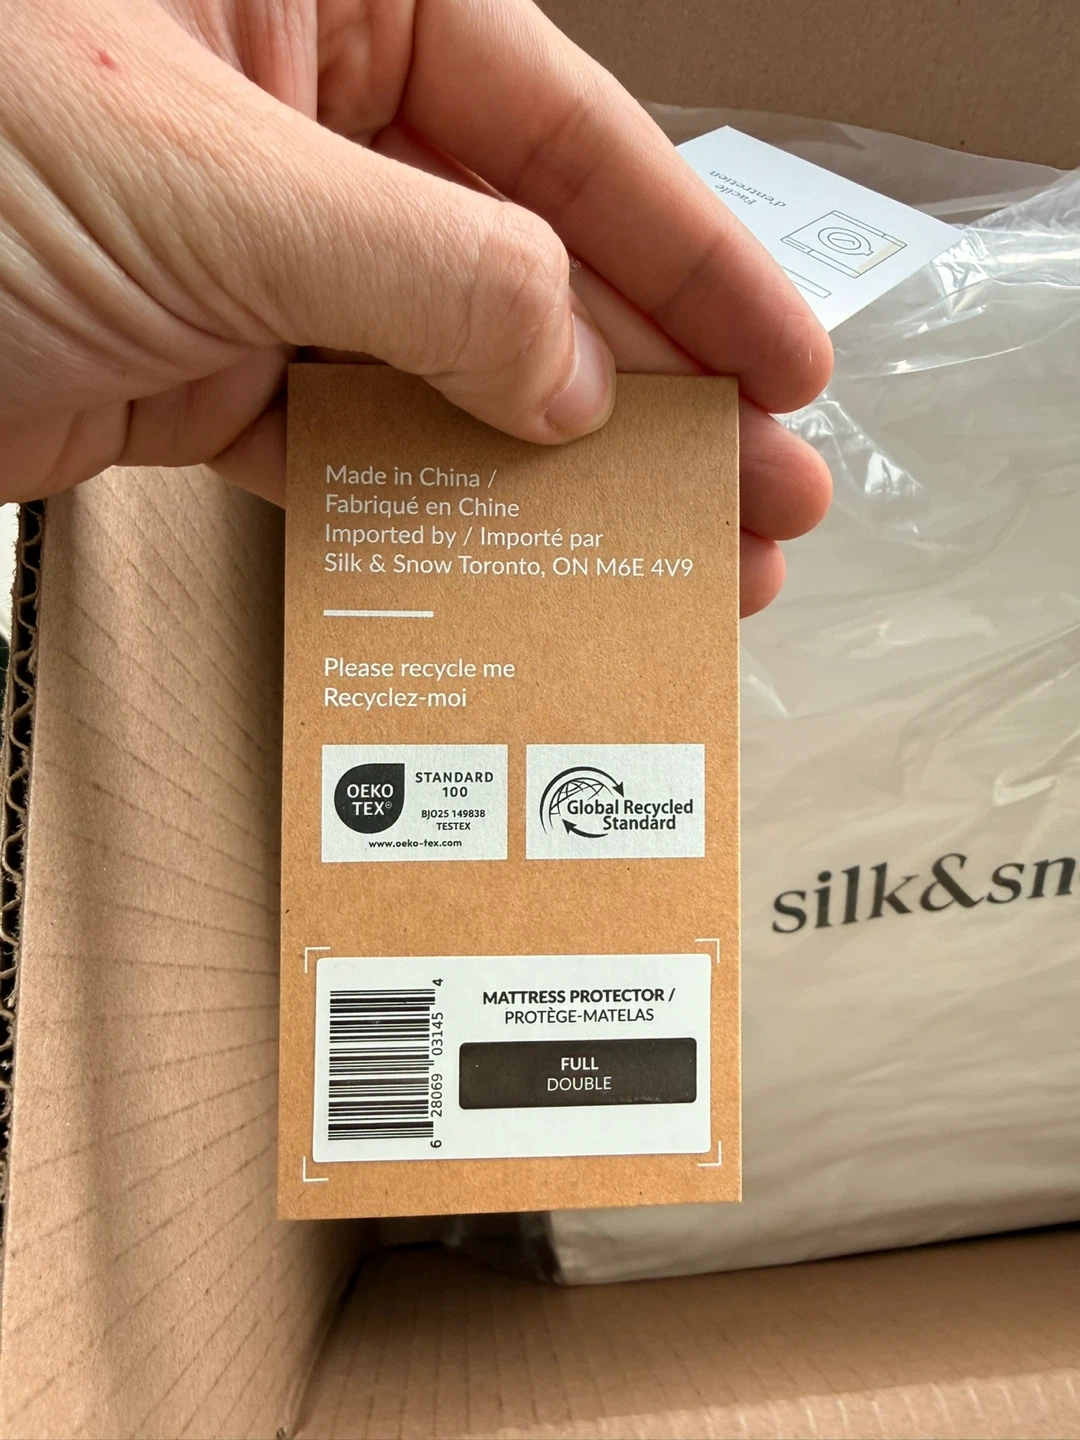 Facile
d'entretien
Made in China /
Fabriqué en Chine
Imported by / Importé par
Silk & Snow Toronto, ON M6E 4V9
Please recycle me
Recyclez-moi
OEKO
TEX®
STANDARD
100
BJ025 149838
TESTEX
www.oeko-tex.com
Global Recycled
Standard
6 28069 03145 4
MATTRESS PROTECTOR /
PROTÈGE-MATELAS
FULL
DOUBLE
silk&sn